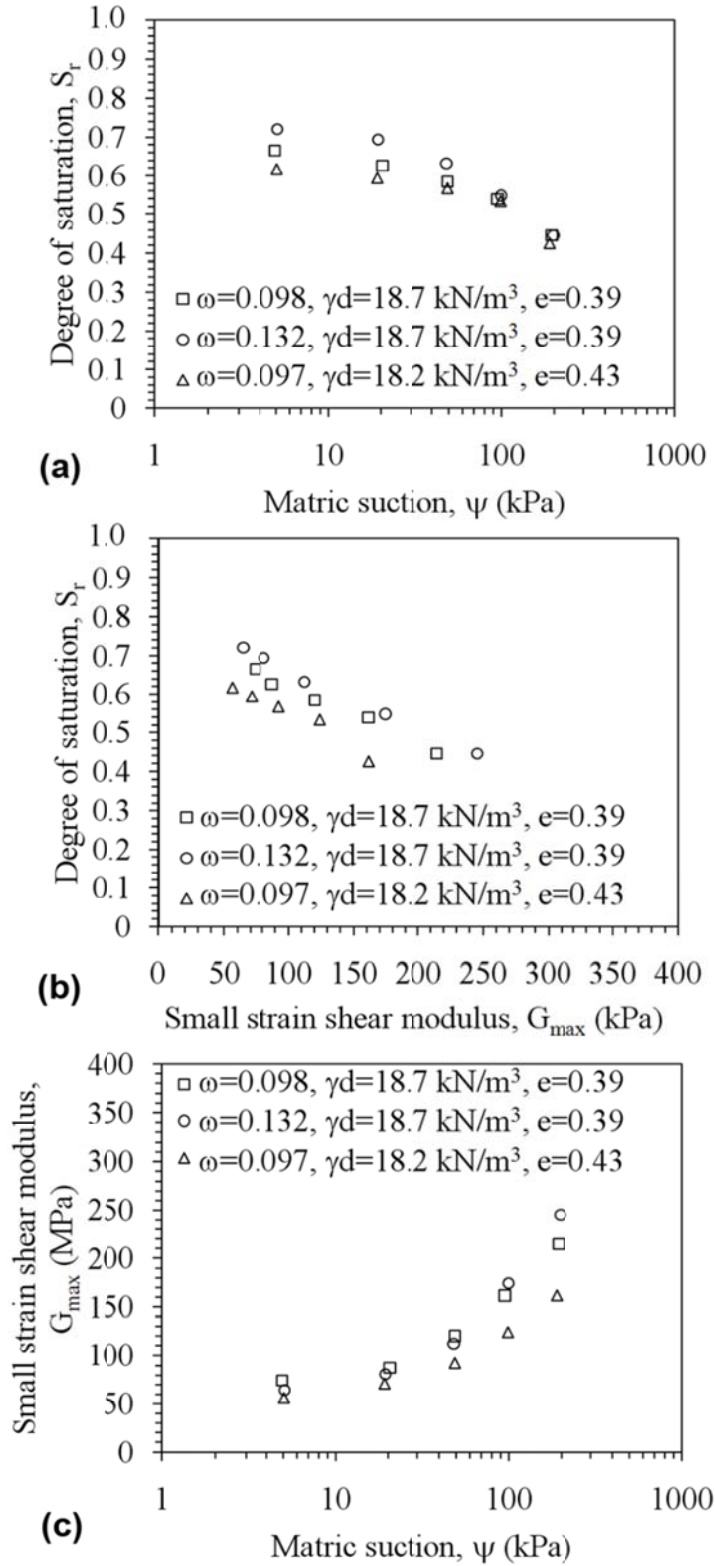 Degree of saturation, Sr
1.0
0.9
0.8
0.7
0.6
0.5
0.4
0.3
0.2
0.1
0
ω=0.098, γd=18.7 kN/m³, e=0.39
ω=0.132, γd=18.7 kN/m³, e=0.39
ω=0.097, γd=18.2 kN/m³, e=0.43
1 10 100 1000
(a)
Matric suction, ψ (kPa)
Degree of saturation, Sr
1.0
0.9
0.8
0.7
0.6
0.5
0.4
0.3
0.2
0.1
0
ω=0.098, γd=18.7 kN/m³, e=0.39
ω=0.132, γd=18.7 kN/m³, e=0.39
ω=0.097, γd=18.2 kN/m³, e=0.43
0 50 100 150 200 250 300 350 400
(b)
Small strain shear modulus, Gmax (kPa)
Small strain shear modulus,
Gmax (MPa)
400
350
300
250
200
150
100
50
0
ω=0.098, γd=18.7 kN/m³, e=0.39
ω=0.132, γd=18.7 kN/m³, e=0.39
ω=0.097, γd=18.2 kN/m³, e=0.43
1 10 100 1000
(c)
Matric suction, ψ (kPa)